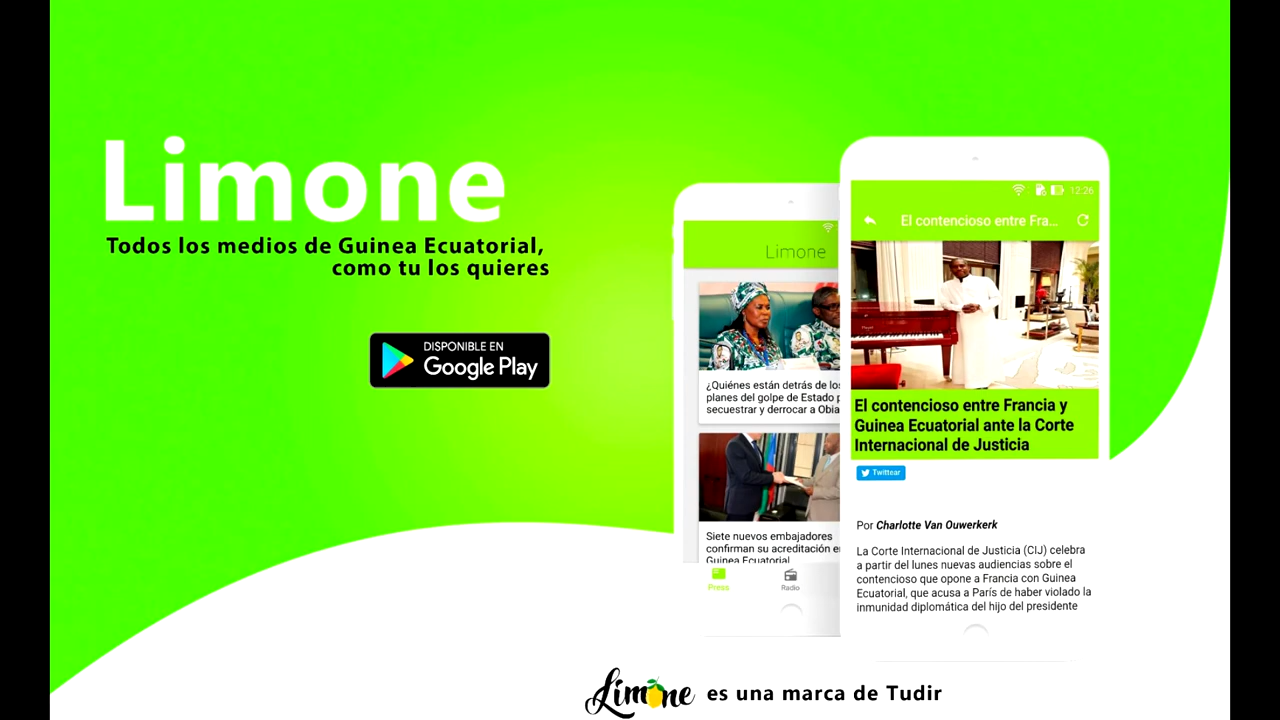 Limone
Todos los medios de Guinea Ecuatorial,
como tu los quieres
DISPONIBLE EN
Google Play
Limone
¿Quiénes están detrás de los
planes del golpe de Estado p
secuestrar y derrocar a Obia
Siete nuevos embajadores
confirman su acreditación e
Guinea Ecuatorial
Press
Radio
12:26
El contencioso entre Fra...
El contencioso entre Francia y
Guinea Ecuatorial ante la Corte
Internacional de Justicia
Twittear
Por Charlotte Van Ouwerkerk
La Corte Internacional de Justicia (CIJ) celebra
a partir del lunes nuevas audiencias sobre el
contencioso que opone a Francia con Guinea
Ecuatorial, que acusa a París de haber violado la
inmunidad diplomática del hijo del presidente
Limone es una marca de Tudir